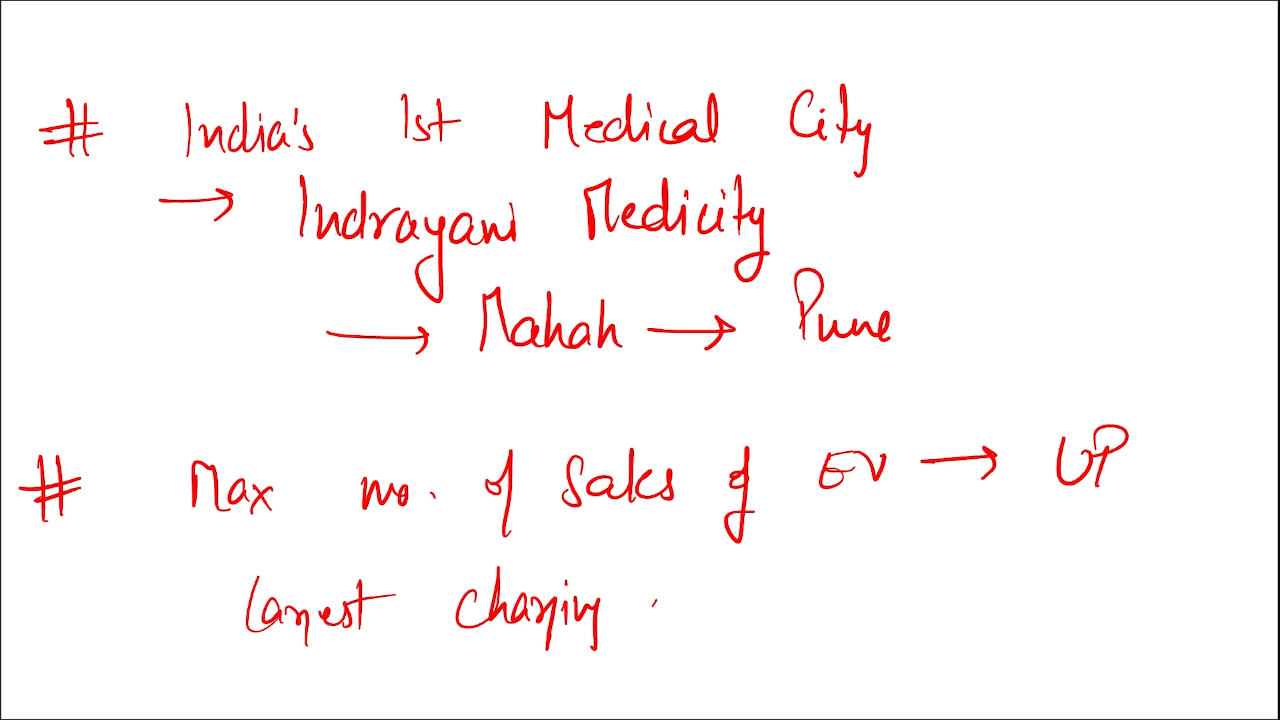 # India's 1st Medical City
→ Indrayani Medicity
→ Mahah → Pune
# Max no. of Sales of EV → UP
Largest Charging